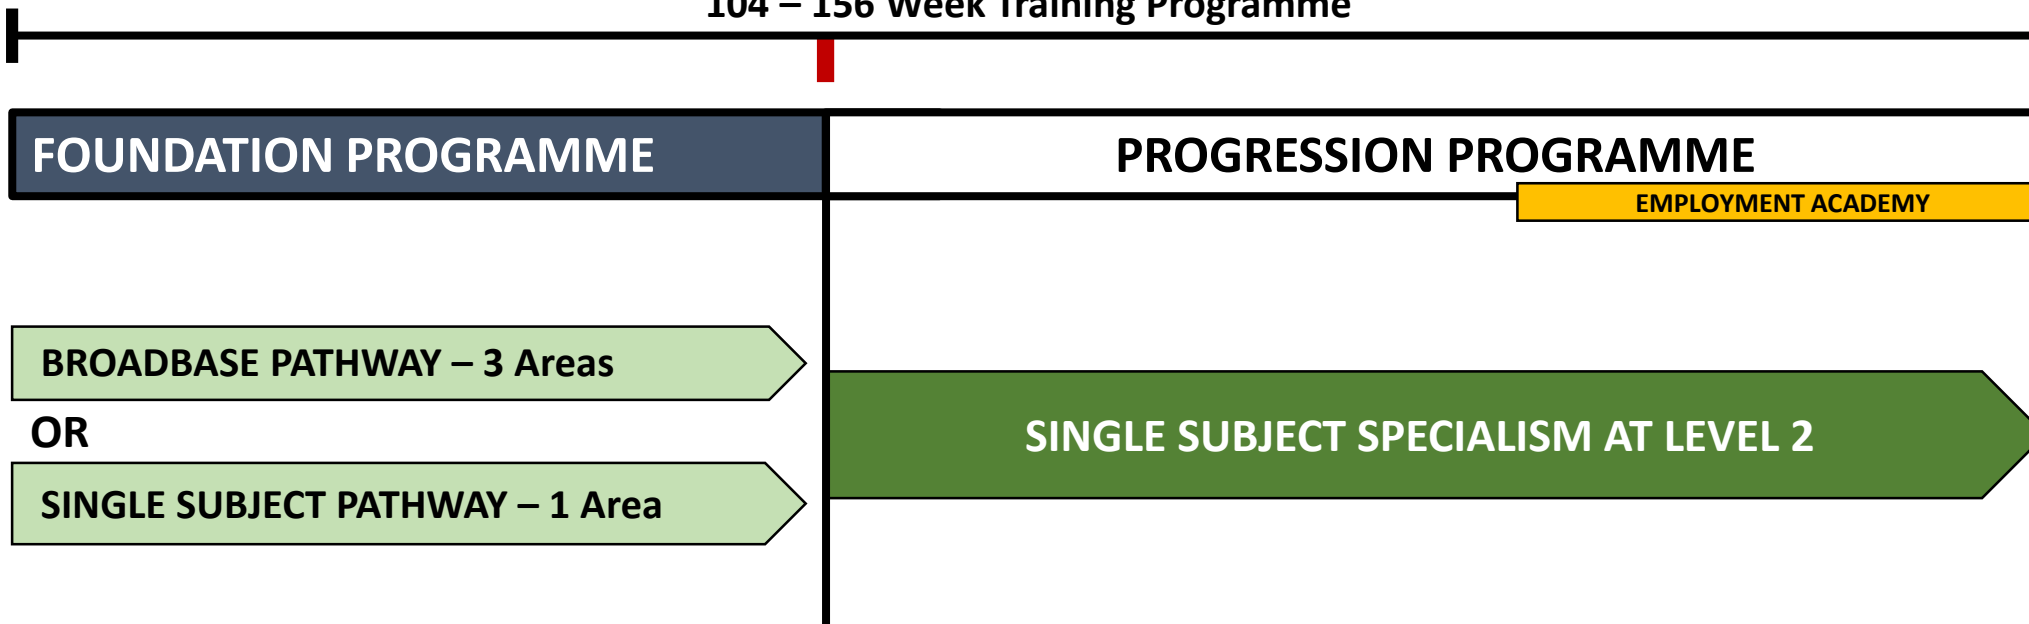 104 – 156 Week Training Programme
FOUNDATION PROGRAMME
PROGRESSION PROGRAMME
EMPLOYMENT ACADEMY
BROADBASE PATHWAY – 3 Areas
OR
SINGLE SUBJECT PATHWAY – 1 Area
SINGLE SUBJECT SPECIALISM AT LEVEL 2